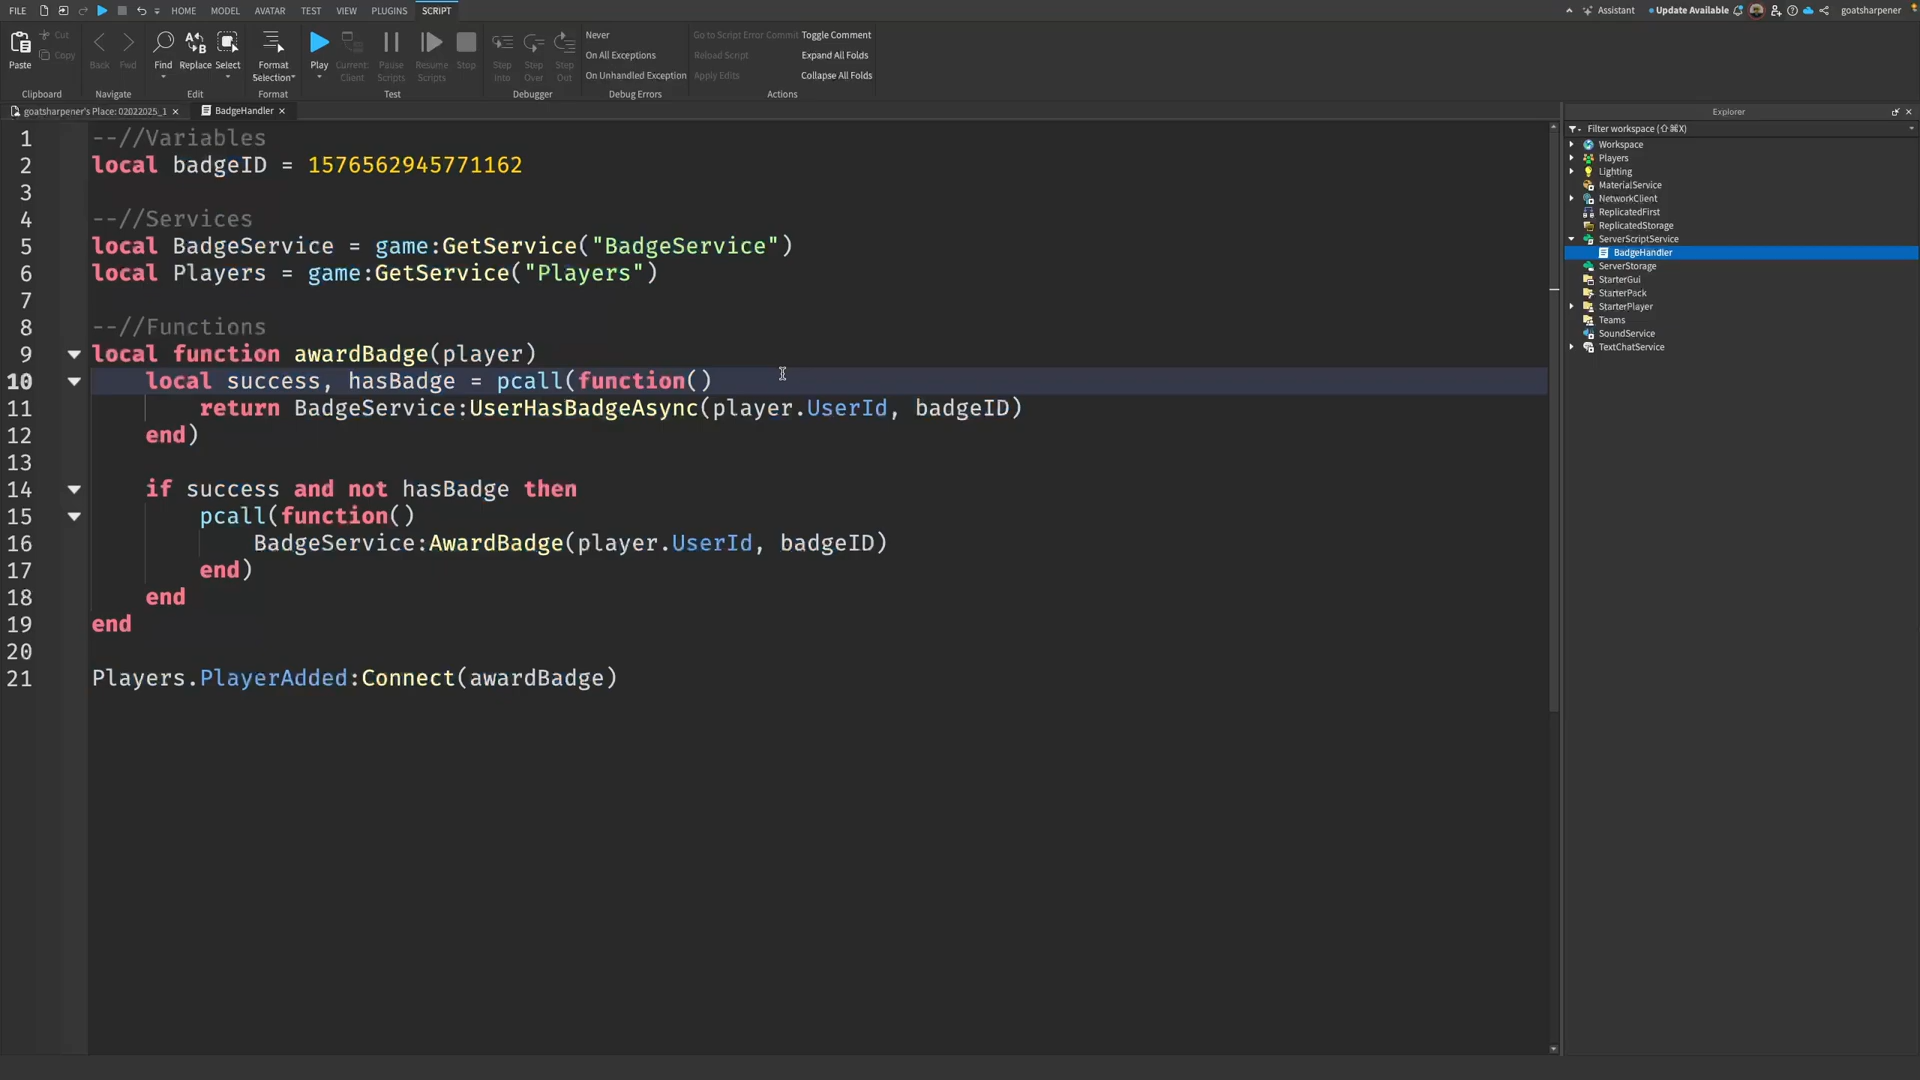 FILE HOME MODEL AVATAR TEST VIEW PLUGINS SCRIPT Assistant Update Available goatsharpener
Paste Cut Copy Back Fwd Find Replace Select Format Selection Play Current: Client Pause Scripts Resume Scripts Stop Step Into Step Over Step Out
Never
On All Exceptions
On Unhandled Exception
Go to Script Error Commit Toggle Comment
Reload Script Expand All Folds
Apply Edits Collapse All Folds
Clipboard Navigate Edit Format Test Debugger Debug Errors Actions
goatsharpener's Place: 02022025_1 BadgeHandler
1 --//Variables
2 local badgeID = 1576562945771162
3
4 --//Services
5 local BadgeService = game:GetService("BadgeService")
6 local Players = game:GetService("Players")
7
8 --//Functions
9 local function awardBadge(player)
10 local success, hasBadge = pcall(function()
11 return BadgeService:UserHasBadgeAsync(player.UserId, badgeID)
12 end)
13
14 if success and not hasBadge then
15 pcall(function()
16 BadgeService:AwardBadge(player.UserId, badgeID)
17 end)
18 end
19 end
20
21 Players.PlayerAdded:Connect(awardBadge)
Explorer
Filter workspace (⇧⌘X)
Workspace
Players
Lighting
MaterialService
NetworkClient
ReplicatedFirst
ReplicatedStorage
ServerScriptService
BadgeHandler
ServerStorage
StarterGui
StarterPack
StarterPlayer
Teams
SoundService
TextChatService